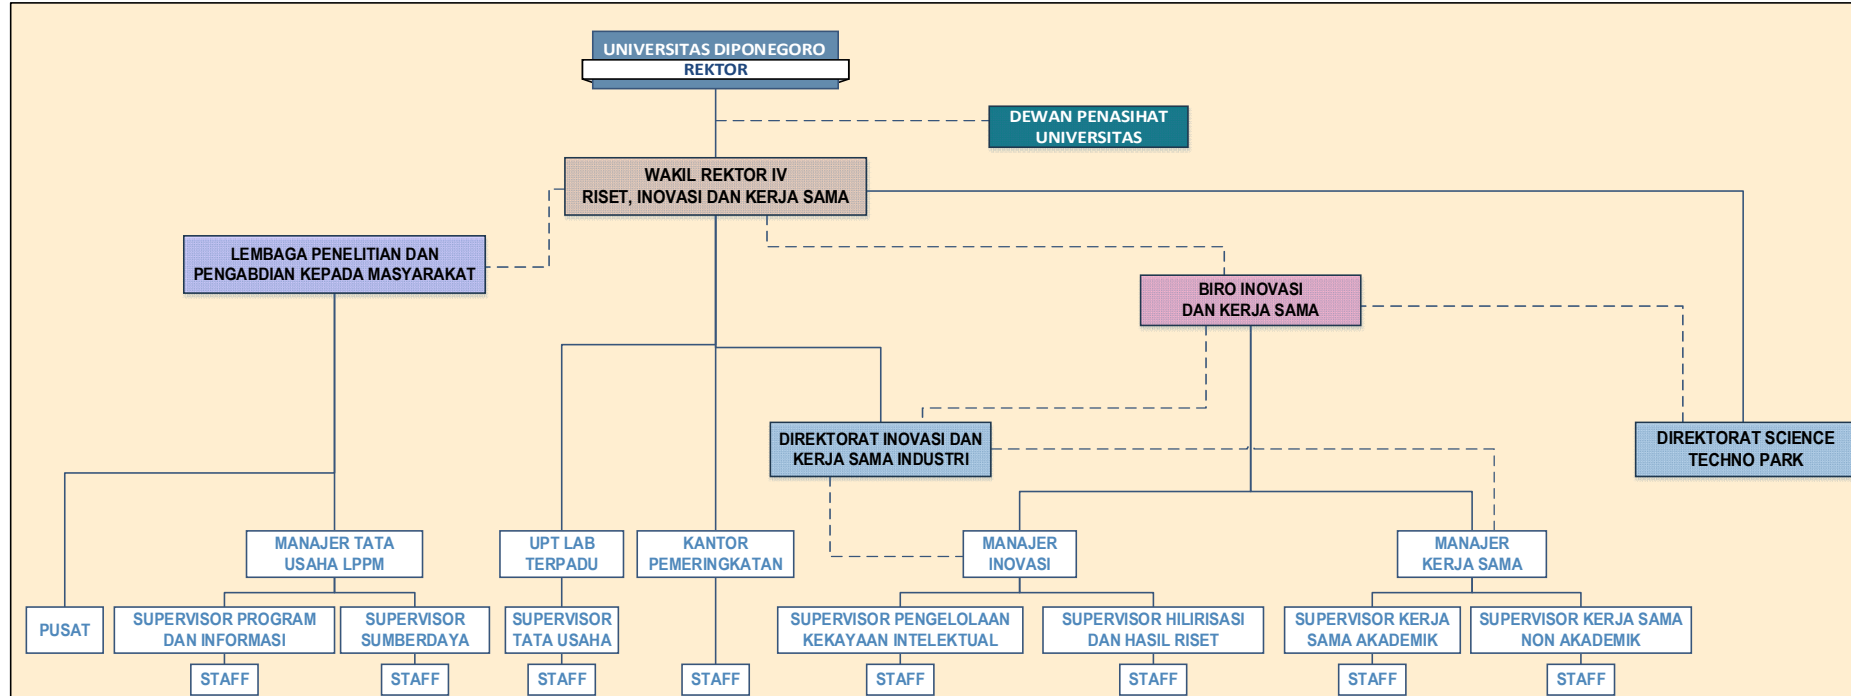 UNIVERSITAS DIPONEGORO
REKTOR
DEWAN PENASIHAT
UNIVERSITAS
WAKIL REKTOR IV
RISET, INOVASI DAN KERJA SAMA
LEMBAGA PENELITIAN DAN
PENGABDIAN KEPADA MASYARAKAT
BIRO INOVASI
DAN KERJA SAMA
DIREKTORAT INOVASI DAN
KERJA SAMA INDUSTRI
DIREKTORAT SCIENCE
TECHNO PARK
MANAJER TATA
USAHA LPPM
UPT LAB
TERPADU
KANTOR
PEMERINGKATAN
MANAJER
INOVASI
MANAJER
KERJA SAMA
PUSAT
SUPERVISOR PROGRAM
DAN INFORMASI
SUPERVISOR
SUMBERDAYA
SUPERVISOR
TATA USAHA
SUPERVISOR PENGELOLAAN
KEKAYAAN INTELEKTUAL
SUPERVISOR HILIRISASI
DAN HASIL RISET
SUPERVISOR KERJA
SAMA AKADEMIK
SUPERVISOR KERJA SAMA
NON AKADEMIK
STAFF
STAFF
STAFF
STAFF
STAFF
STAFF
STAFF
STAFF